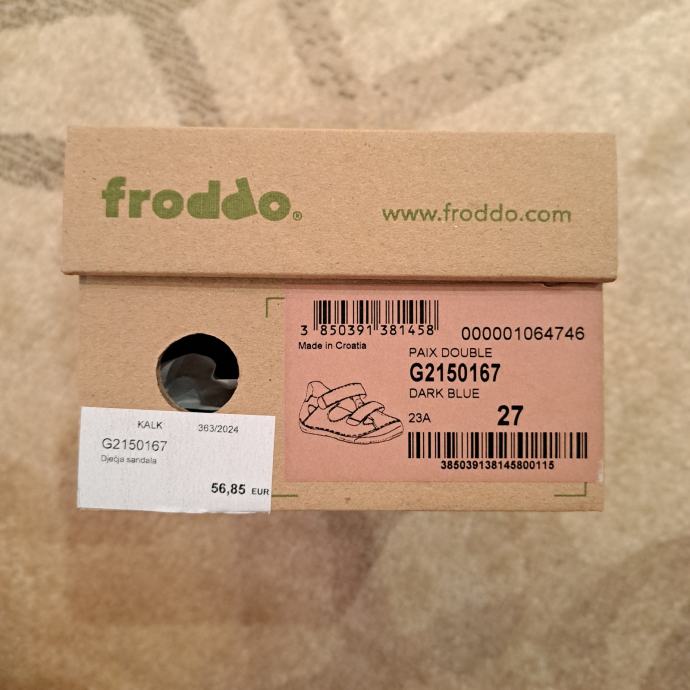 froddo®
www.froddo.com
3 850391 381458
000001064746
Made in Croatia
PAIX DOUBLE
G2150167
DARK BLUE
23A 27
385039138145800115
KALK 363/2024
G2150167
Dječja sandala
56,85 EUR